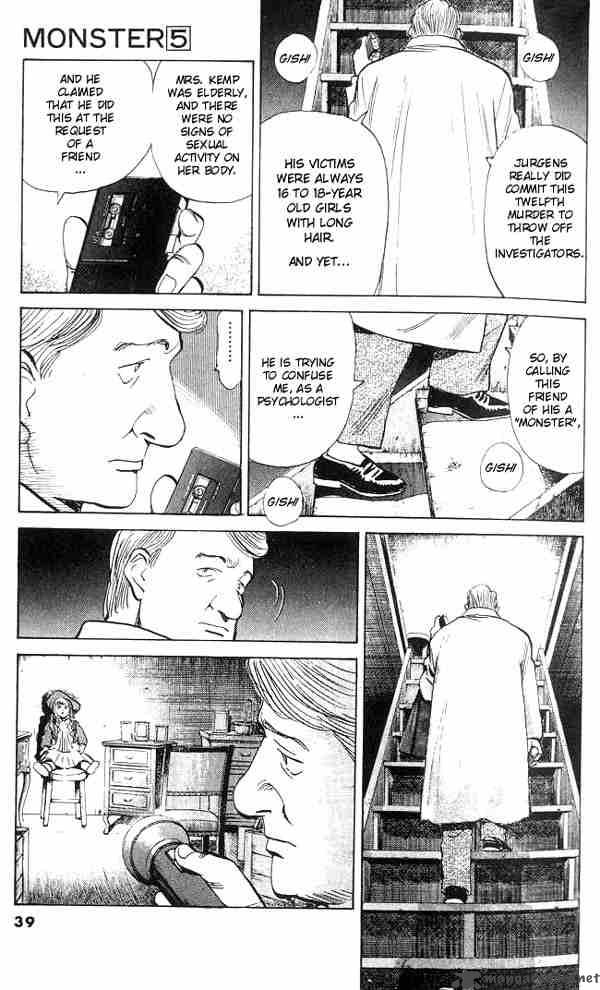 MONSTER 5
GISHI
GISHI
JURGENS
REALLY DID
COMMIT THIS
TWELFTH
MURDER TO
THROW OFF
THE
INVESTIGATORS.
HIS VICTIMS
WERE ALWAYS
16 TO 18-YEAR
OLD GIRLS
WITH LONG
HAIR.
AND YET...
MRS. KEMP
WAS ELDERLY,
AND THERE
WERE NO
SIGNS OF
SEXUAL
ACTIVITY ON
HER BODY.
AND HE
CLAIMED
THAT HE DID
THIS AT THE
REQUEST
OF A
FRIEND
...
SO, BY
CALLING
THIS
FRIEND
OF HIS A
"MONSTER",
HE IS TRYING
TO CONFUSE
ME, AS A
PSYCHOLOGIST
...
GISHI
GISHI
........
39